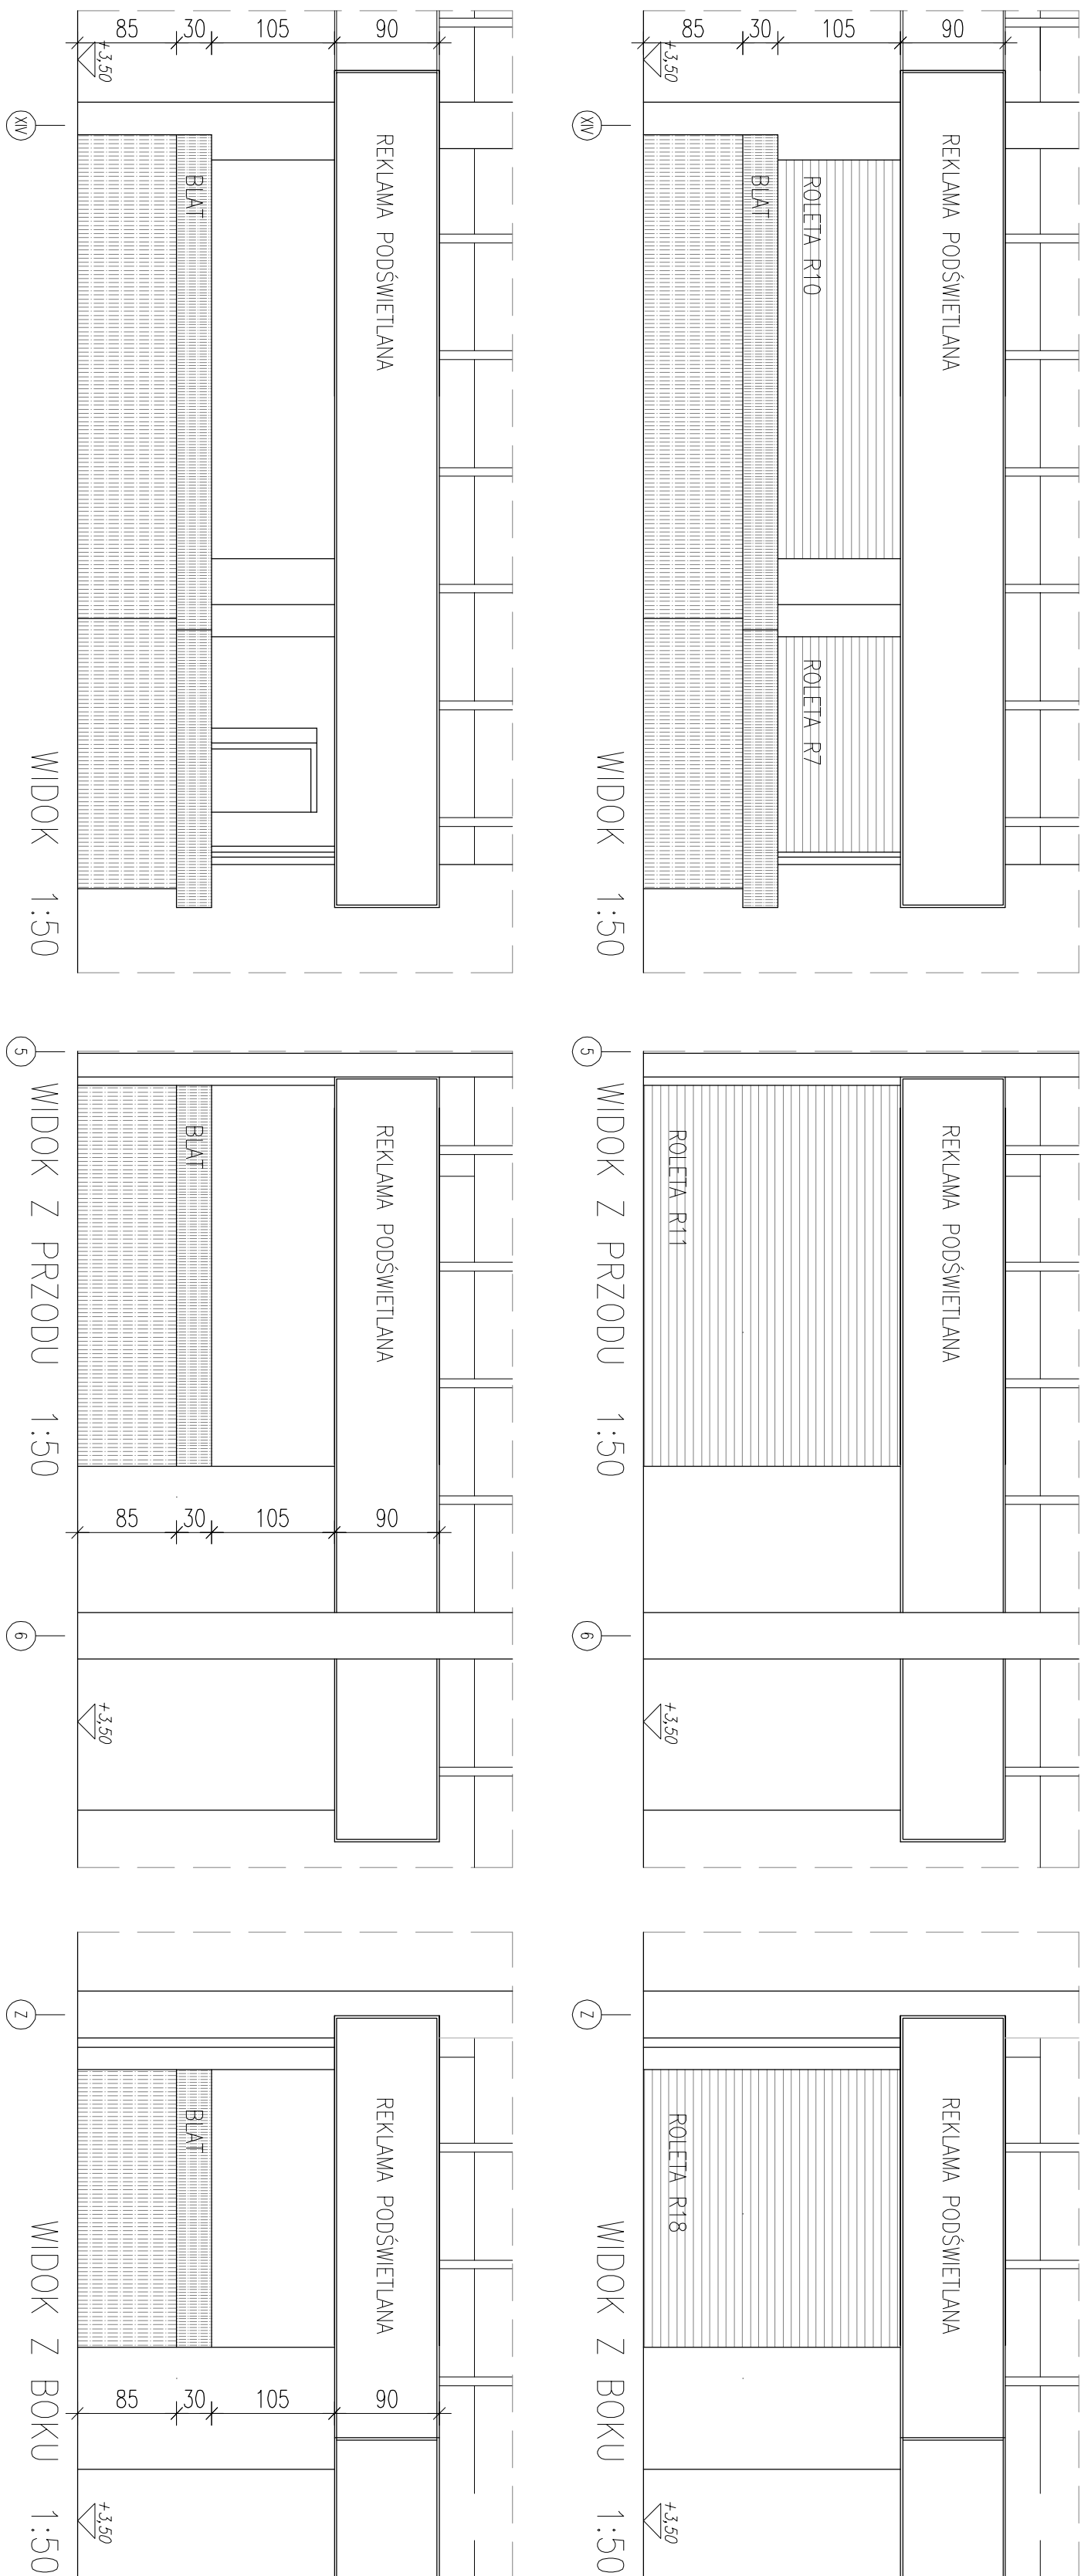 REKLAMA PODŚWIETLANA
ROLETA R10
ROLETA R7
BLAT
90
105
30
85
+3,50
XIV
WIDOK 1:50
REKLAMA PODŚWIETLANA
ROLETA R11
+3,50
5
6
WIDOK Z PRZODU 1:50
REKLAMA PODŚWIETLANA
ROLETA R18
+3,50
Z
WIDOK Z BOKU 1:50
REKLAMA PODŚWIETLANA
BLAT
90
105
30
85
+3,50
XIV
WIDOK 1:50
REKLAMA PODŚWIETLANA
BLAT
90
105
30
85
+3,50
5
6
WIDOK Z PRZODU 1:50
REKLAMA PODŚWIETLANA
BLAT
90
105
30
85
+3,50
Z
WIDOK Z BOKU 1:50